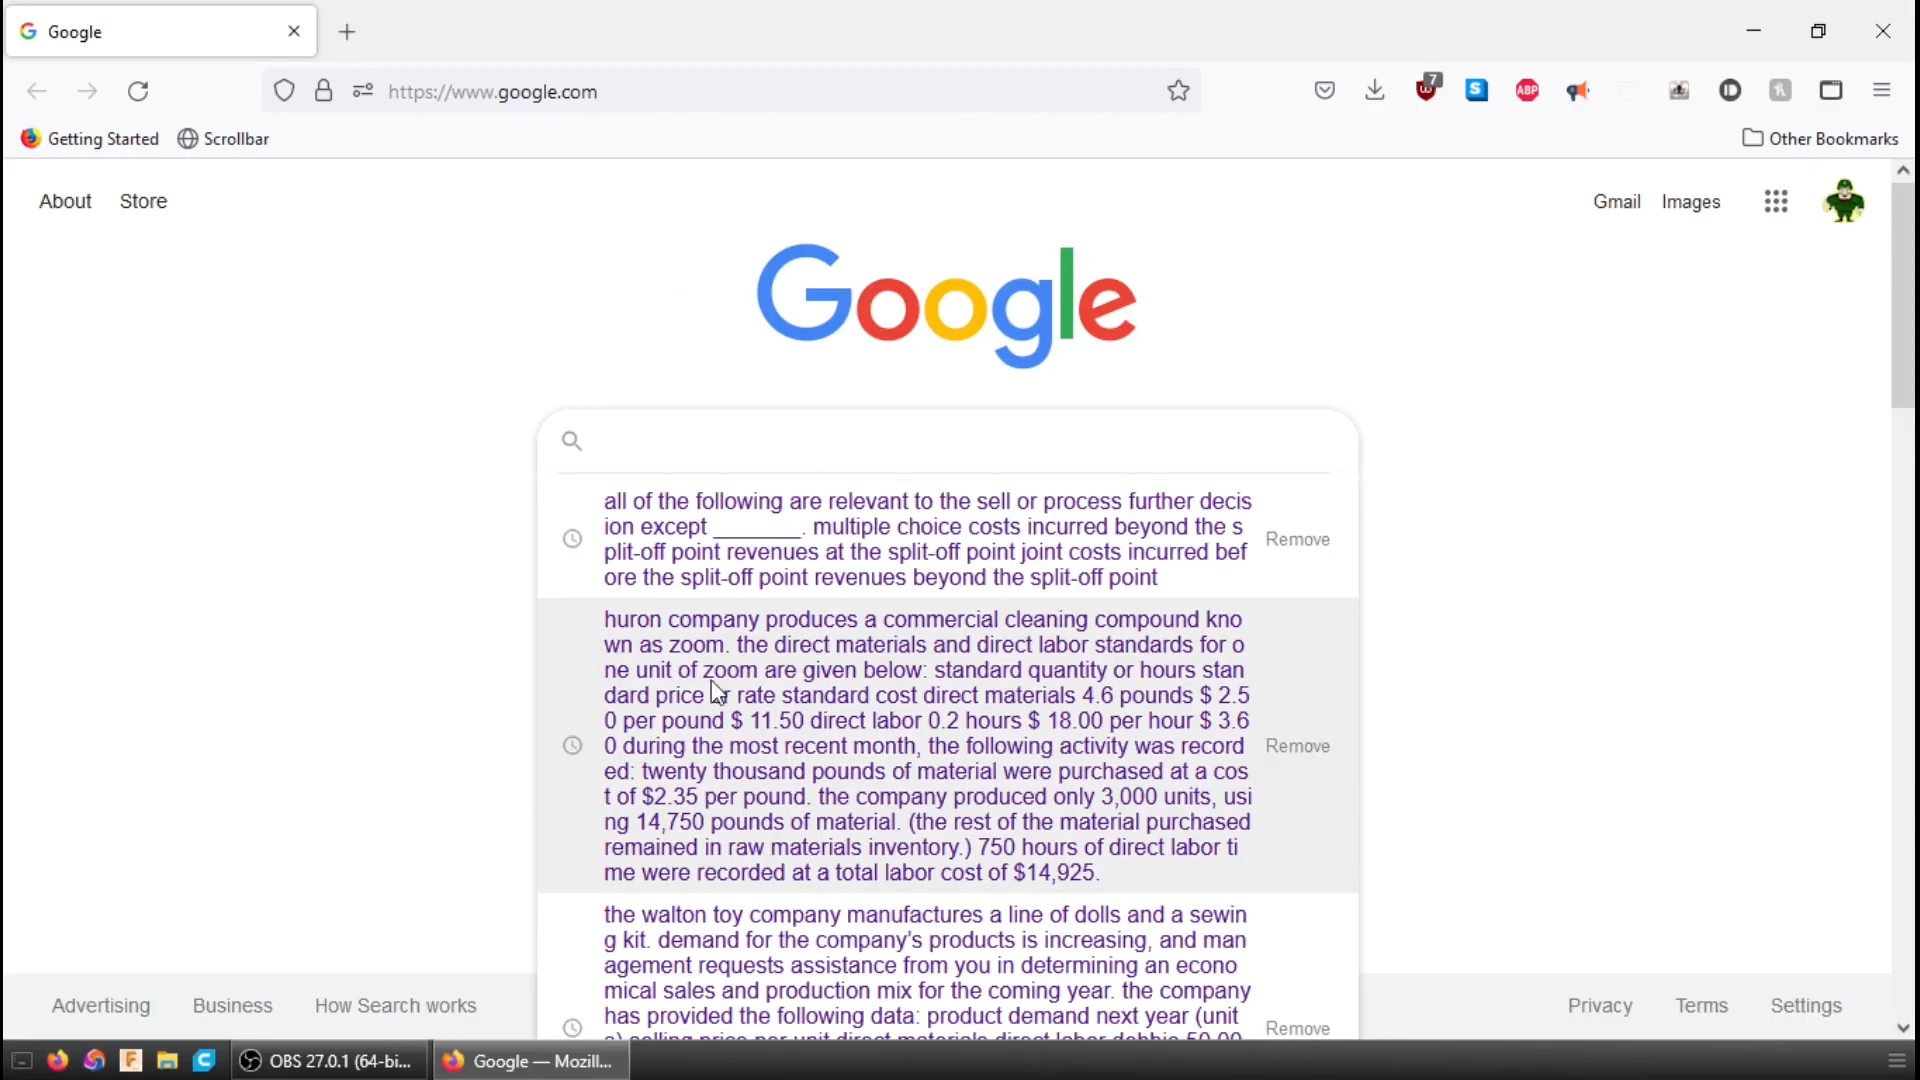 Google
https://www.google.com
7
S
ABP
Getting Started
Scrollbar
Other Bookmarks
About Store
Gmail Images
Google
all of the following are relevant to the sell or process further decis
ion except _______. multiple choice costs incurred beyond the s
plit-off point revenues at the split-off point joint costs incurred bef
ore the split-off point revenues beyond the split-off point
Remove
huron company produces a commercial cleaning compound kno
wn as zoom. the direct materials and direct labor standards for o
ne unit of zoom are given below: standard quantity or hours stan
dard price or rate standard cost direct materials 4.6 pounds $ 2.5
0 per pound $ 11.50 direct labor 0.2 hours $ 18.00 per hour $ 3.6
0 during the most recent month, the following activity was record
ed: twenty thousand pounds of material were purchased at a cos
t of $2.35 per pound. the company produced only 3,000 units, usi
ng 14,750 pounds of material. (the rest of the material purchased
remained in raw materials inventory.) 750 hours of direct labor ti
me were recorded at a total labor cost of $14,925.
Remove
the walton toy company manufactures a line of dolls and a sewin
g kit. demand for the company's products is increasing, and man
agement requests assistance from you in determining an econo
mical sales and production mix for the coming year. the company
has provided the following data: product demand next year (unit
s) selling price per unit direct materials direct labor debbie 50,00
Remove
Advertising Business How Search works
Privacy Terms Settings
OBS 27.0.1 (64-bi...
Google — Mozill...